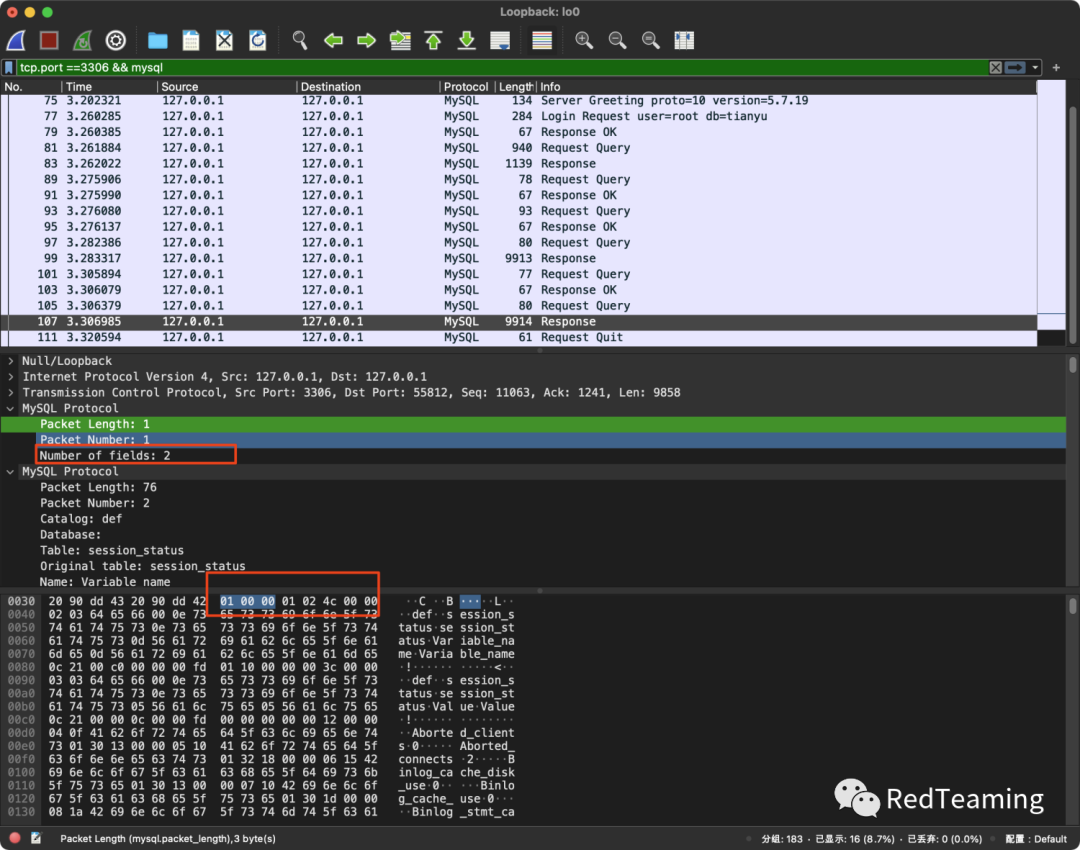 Loopback: lo0
tcp.port ==3306 && mysql
No. Time Source Destination Protocol Length Info
75 3.202321 127.0.0.1 127.0.0.1 MySQL 134 Server Greeting proto=10 version=5.7.19
77 3.260285 127.0.0.1 127.0.0.1 MySQL 284 Login Request user=root db=tianyu
79 3.260385 127.0.0.1 127.0.0.1 MySQL 67 Response OK
81 3.261884 127.0.0.1 127.0.0.1 MySQL 940 Request Query
83 3.262022 127.0.0.1 127.0.0.1 MySQL 1139 Response
89 3.275906 127.0.0.1 127.0.0.1 MySQL 78 Request Query
91 3.275990 127.0.0.1 127.0.0.1 MySQL 67 Response OK
93 3.276080 127.0.0.1 127.0.0.1 MySQL 93 Request Query
95 3.276137 127.0.0.1 127.0.0.1 MySQL 67 Response OK
97 3.282386 127.0.0.1 127.0.0.1 MySQL 80 Request Query
99 3.283317 127.0.0.1 127.0.0.1 MySQL 9913 Response
101 3.305894 127.0.0.1 127.0.0.1 MySQL 77 Request Query
103 3.306079 127.0.0.1 127.0.0.1 MySQL 67 Response OK
105 3.306379 127.0.0.1 127.0.0.1 MySQL 80 Request Query
107 3.306985 127.0.0.1 127.0.0.1 MySQL 9914 Response
111 3.320594 127.0.0.1 127.0.0.1 MySQL 61 Request Quit
Null/Loopback
Internet Protocol Version 4, Src: 127.0.0.1, Dst: 127.0.0.1
Transmission Control Protocol, Src Port: 3306, Dst Port: 55812, Seq: 11063, Ack: 1241, Len: 9858
MySQL Protocol
Packet Length: 1
Packet Number: 1
Number of fields: 2
MySQL Protocol
Packet Length: 76
Packet Number: 2
Catalog: def
Database:
Table: session_status
Original table: session_status
Name: Variable name
0030 20 90 dd 43 20 90 dd 42 01 00 00 01 02 4c 00 00 ··C ··B ·····L··
0040 02 03 64 65 66 00 0e 73 65 73 73 69 6f 6e 5f 73 ··def··s ession_s
0050 74 61 74 75 73 0e 73 65 73 73 69 6f 6e 5f 73 74 tatus·se ssion_st
0060 61 74 75 73 0d 56 61 72 69 61 62 6c 65 5f 6e 61 atus·Var iable_na
0070 6d 65 0d 56 61 72 69 61 62 6c 65 5f 6e 61 6d 65 me·Varia ble_name
0080 0c 21 00 c0 00 00 00 fd 01 10 00 00 00 3c 00 00 ·!······ ·····<··
0090 03 03 64 65 66 00 0e 73 65 73 73 69 6f 6e 5f 73 ··def··s ession_s
00a0 74 61 74 75 73 0e 73 65 73 73 69 6f 6e 5f 73 74 tatus·se ssion_st
00b0 61 74 75 73 05 56 61 6c 75 65 05 56 61 6c 75 65 atus·Val ue·Value
00c0 0c 21 00 00 0c 00 00 fd 00 00 00 00 00 12 00 00 ·!······ ········
00d0 04 0f 41 62 6f 72 74 65 64 5f 63 6c 69 65 6e 74 ··Aborte d_client
00e0 73 01 30 13 00 00 05 10 41 62 6f 72 74 65 64 5f s·0····· Aborted_
00f0 63 6f 6e 6e 65 63 74 73 01 32 18 00 00 06 15 42 connects ·2·····B
0100 69 6e 6c 6f 67 5f 63 61 63 68 65 5f 64 69 73 6b inlog_ca che_disk
0110 5f 75 73 65 01 30 13 00 00 07 10 42 69 6e 6c 6f _use·0·· ···Binlo
0120 67 5f 63 61 63 68 65 5f 75 73 65 01 30 1d 00 00 g_cache_ use·0···
0130 08 1a 42 69 6e 6c 6f 67 5f 73 74 6d 74 5f 63 61 ··Binlog _stmt_ca
RedTeaming
Packet Length (mysql.packet_length),3 byte(s) 分组: 183 · 已显示: 16 (8.7%) · 已丢弃: 0 (0.0%) 配置: Default